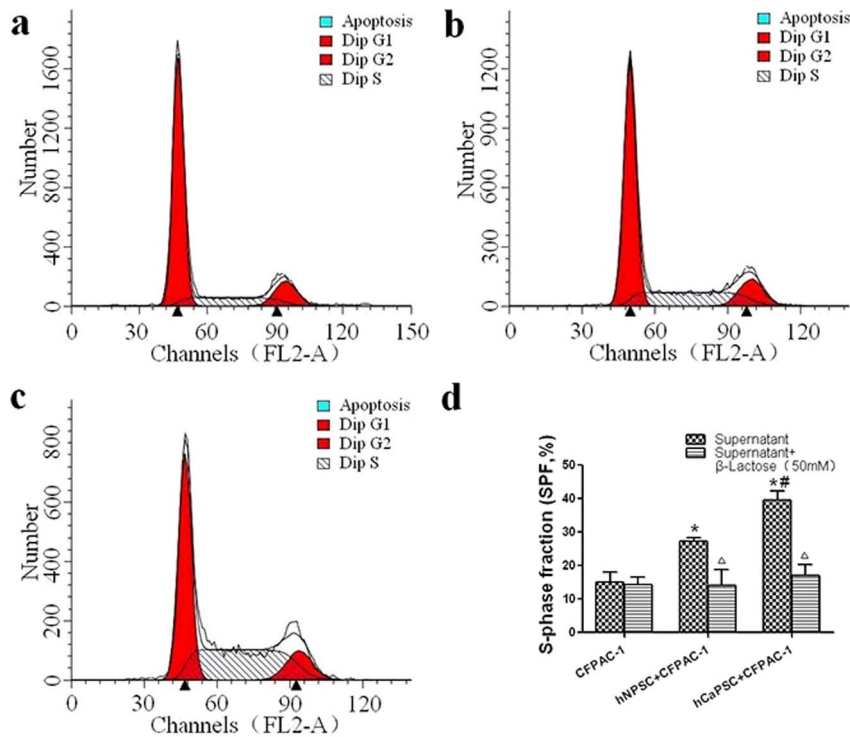 a
Apoptosis
Dip G1
Dip G2
Dip S
Number
1600
1200
800
400
0
0 30 60 90 120 150
Channels（FL2-A）
b
Apoptosis
Dip G1
Dip G2
Dip S
Number
1200
900
600
300
0
0 30 60 90 120
Channels（FL2-A）
c
Apoptosis
Dip G1
Dip G2
Dip S
Number
800
600
400
200
0
0 30 60 90 120
Channels（FL2-A）
d
Supernatant
Supernatant+
β-Lactose（50mM）
S-phase fraction (SPF,%)
50
40
30
20
10
0
*
△
*#
△
CFPAC-1
hNPSC+CFPAC-1
hCaPSC+CFPAC-1